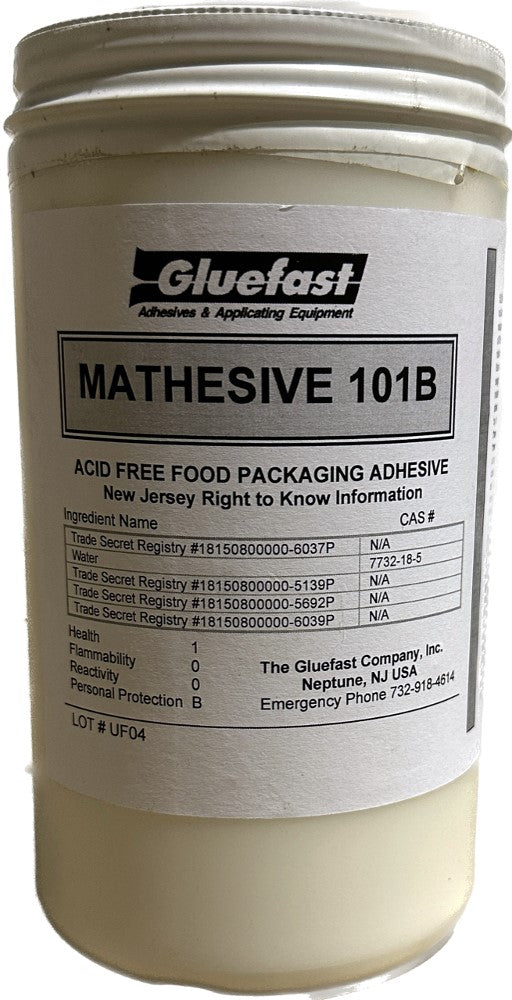 Gluefast
Adhesives & Applicating Equipment
MATHESIVE 101B
ACID FREE FOOD PACKAGING ADHESIVE
New Jersey Right to Know Information
Ingredient Name CAS #
Trade Secret Registry #18150800000-6037P N/A
Water 7732-18-5
Trade Secret Registry #18150800000-5139P N/A
Trade Secret Registry #18150800000-5692P N/A
Trade Secret Registry #18150800000-6039P N/A
Health 1
Flammability 0
Reactivity 0
Personal Protection B
The Gluefast Company, Inc.
Neptune, NJ USA
Emergency Phone 732-918-4614
LOT # UF04